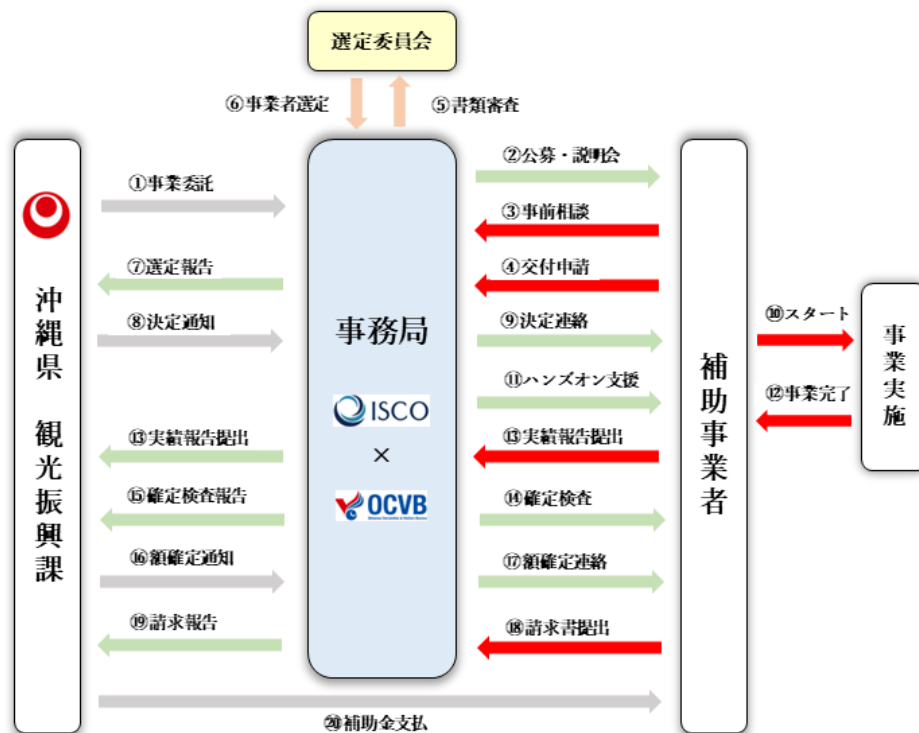 選定委員会
⑥事業者選定
⑤書類審査
①事業委託
②公募・説明会
③事前相談
⑦選定報告
④交付申請
⑧決定通知
⑨決定連絡
⑩スタート
⑪ハンズオン支援
⑫事業完了
⑬実績報告提出
⑬実績報告提出
⑮確定検査報告
⑭確定検査
⑯額確定通知
⑰額確定連絡
⑲請求報告
⑱請求書提出
⑳補助金支払
沖縄県 観光振興課
事務局
ISCO
×
OCVB
補助事業者
事業実施